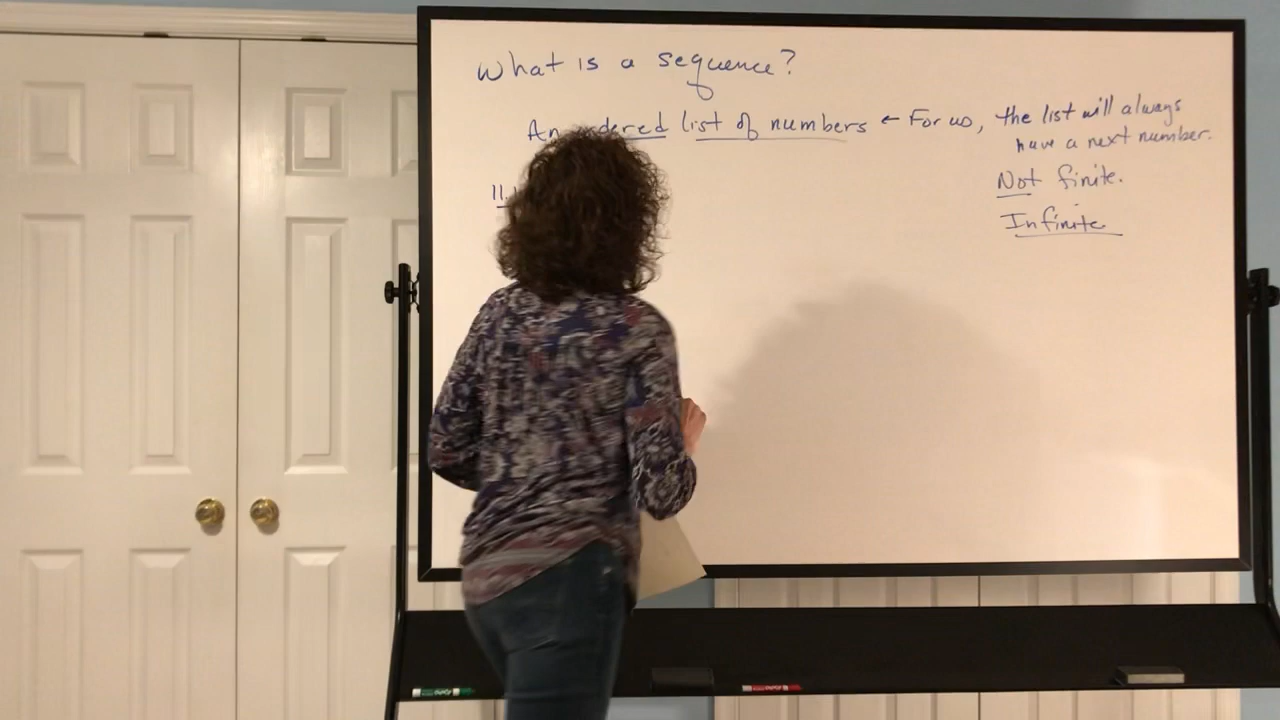 What is a sequence?
An ordered list of numbers ← For us, the list will always
have a next number.
Not finite.
Infinite
11.